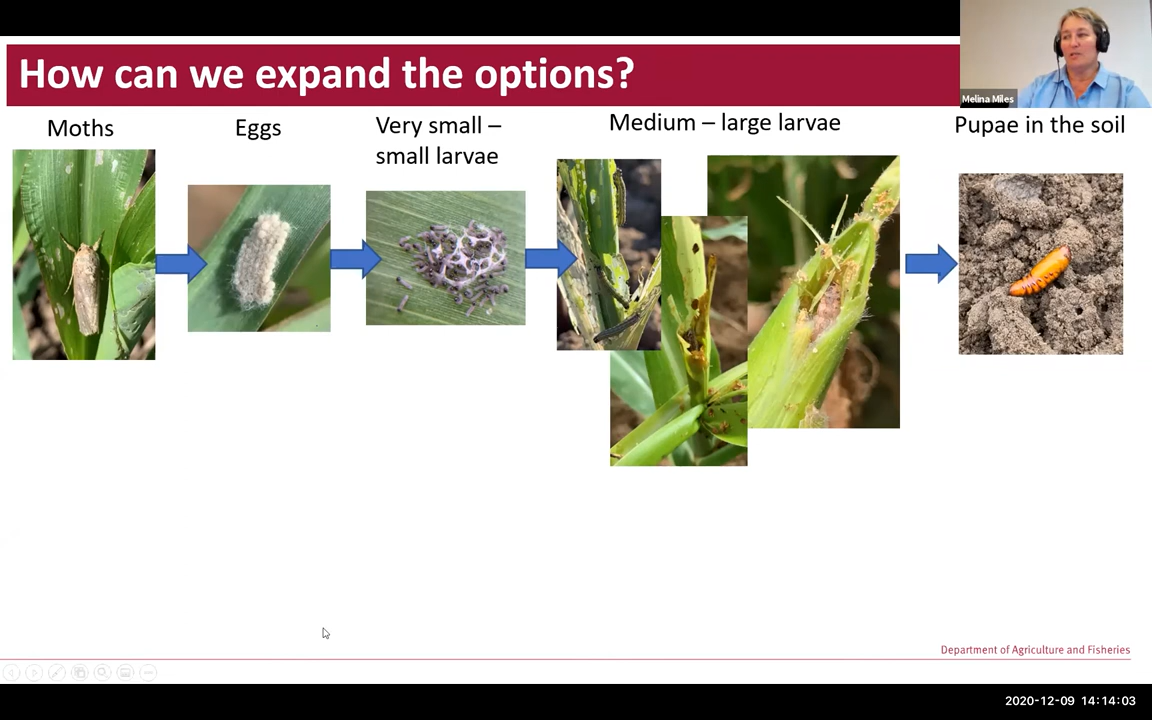 How can we expand the options?
Melina Miles
Moths
Eggs
Very small –
small larvae
Medium – large larvae
Pupae in the soil
Department of Agriculture and Fisheries
2020-12-09 14:14:03